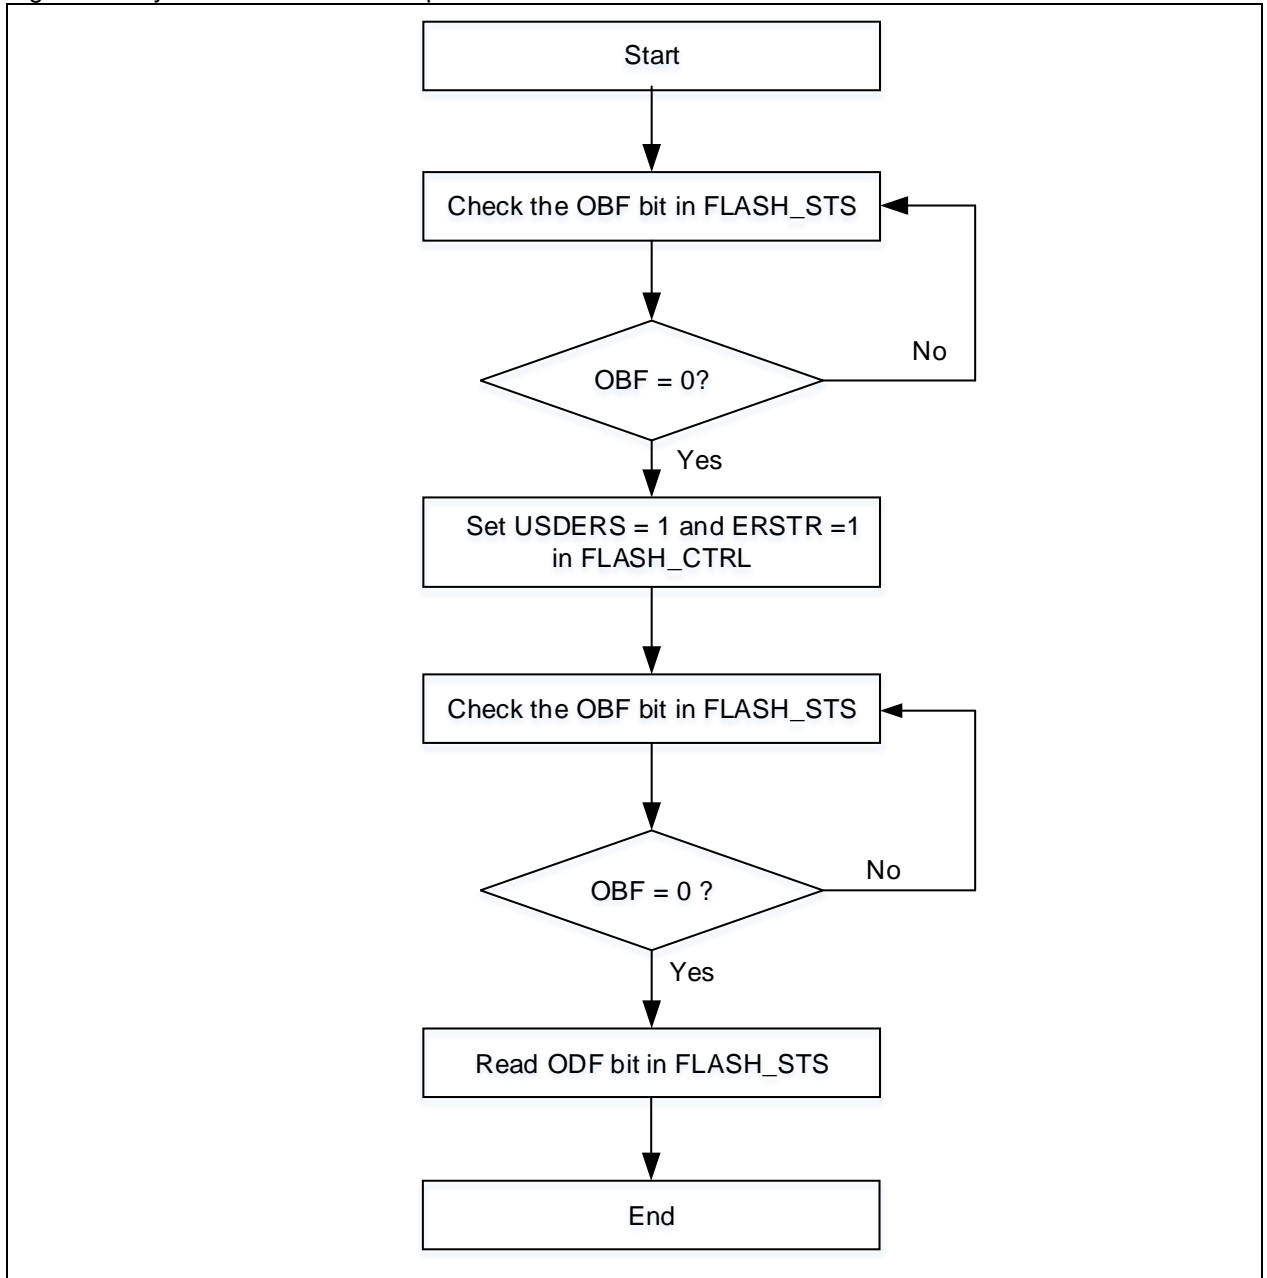 Start
Check the OBF bit in FLASH_STS
No
OBF = 0?
Yes
Set USDERS = 1 and ERSTR =1
in FLASH_CTRL
Check the OBF bit in FLASH_STS
No
OBF = 0 ?
Yes
Read ODF bit in FLASH_STS
End